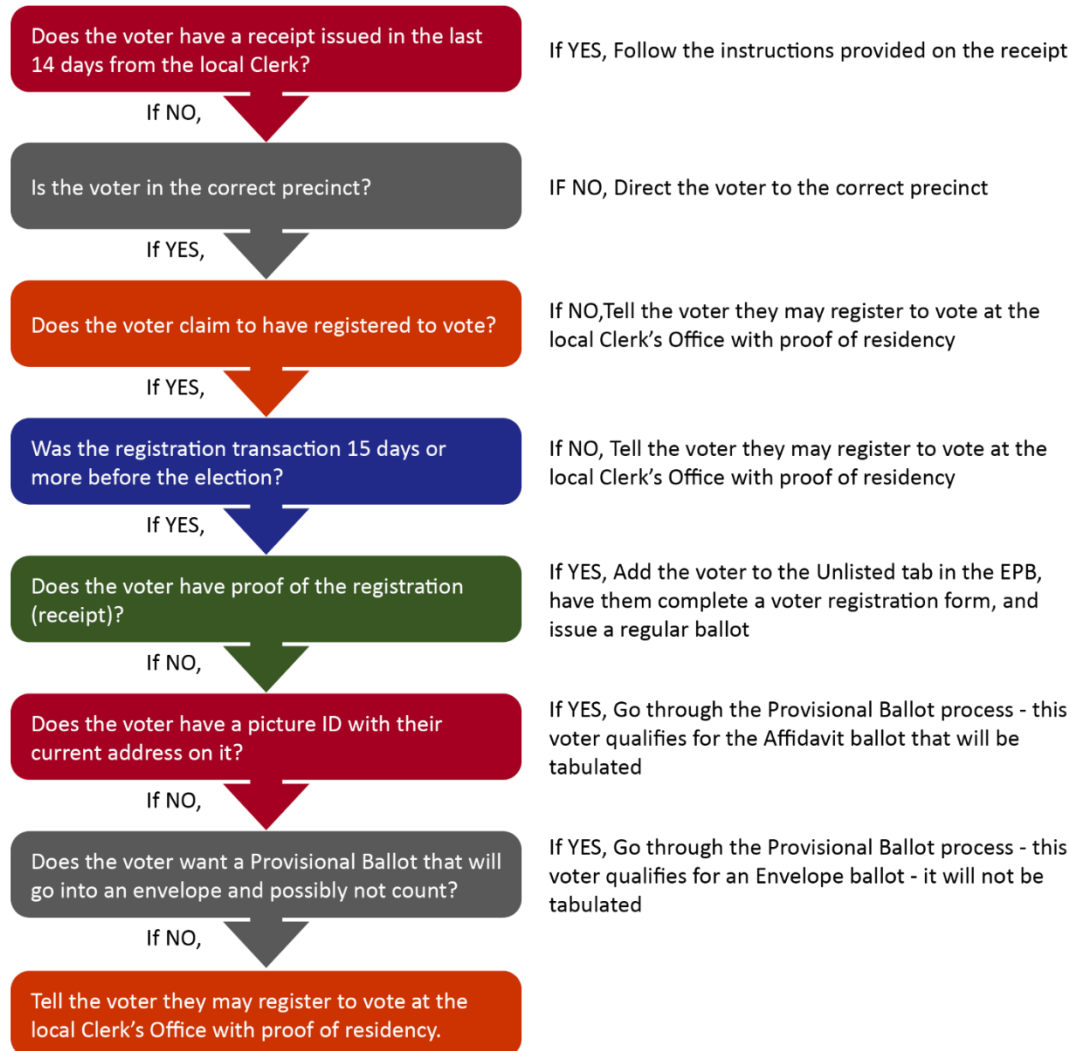 Does the voter have a receipt issued in the last
14 days from the local Clerk?
If YES, Follow the instructions provided on the receipt
If NO,
Is the voter in the correct precinct?
IF NO, Direct the voter to the correct precinct
If YES,
Does the voter claim to have registered to vote?
If NO,Tell the voter they may register to vote at the
local Clerk's Office with proof of residency
If YES,
Was the registration transaction 15 days or
more before the election?
If NO, Tell the voter they may register to vote at the
local Clerk's Office with proof of residency
If YES,
Does the voter have proof of the registration
(receipt)?
If YES, Add the voter to the Unlisted tab in the EPB,
have them complete a voter registration form, and
issue a regular ballot
If NO,
Does the voter have a picture ID with their
current address on it?
If YES, Go through the Provisional Ballot process - this
voter qualifies for the Affidavit ballot that will be
tabulated
If NO,
Does the voter want a Provisional Ballot that will
go into an envelope and possibly not count?
If YES, Go through the Provisional Ballot process - this
voter qualifies for an Envelope ballot - it will not be
tabulated
If NO,
Tell the voter they may register to vote at the
local Clerk's Office with proof of residency.